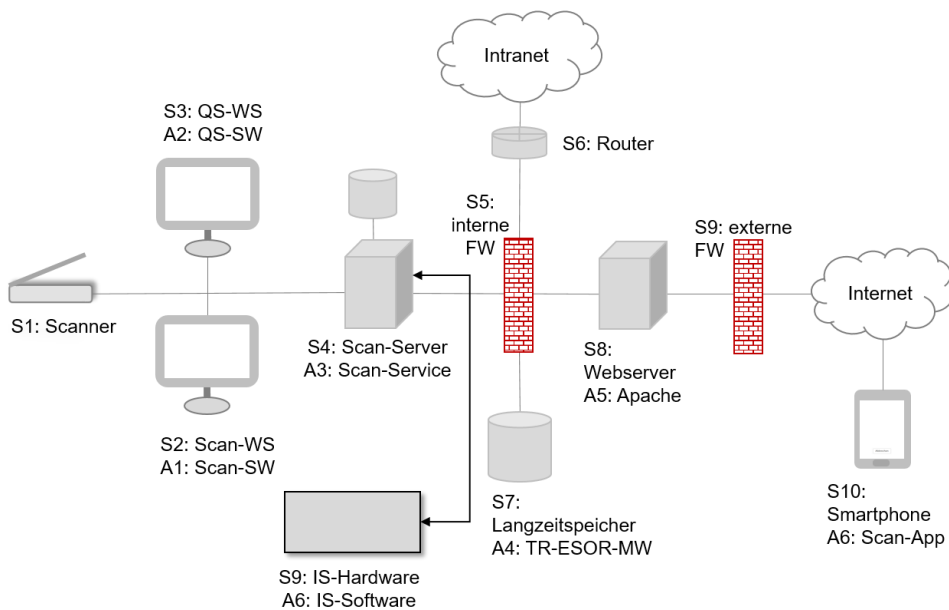 Intranet
S3: QS-WS
A2: QS-SW
S6: Router
S5:
interne
FW
S9: externe
FW
Internet
S1: Scanner
S4: Scan-Server
A3: Scan-Service
S8:
Webserver
A5: Apache
S2: Scan-WS
A1: Scan-SW
S7:
Langzeitspeicher
A4: TR-ESOR-MW
S10:
Smartphone
A6: Scan-App
S9: IS-Hardware
A6: IS-Software